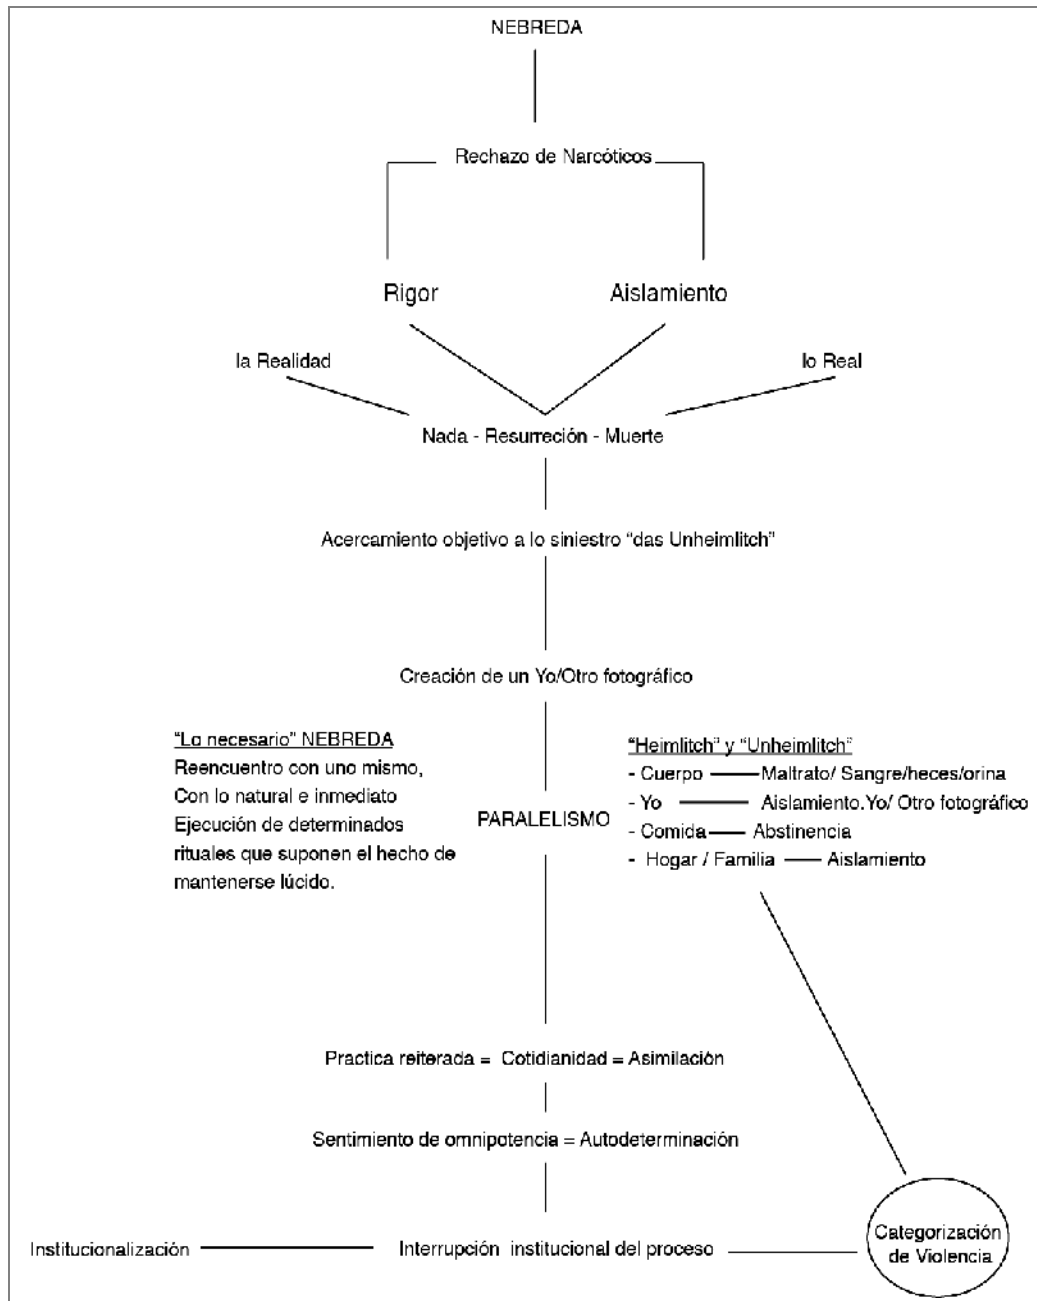 NEBREDA
Rechazo de Narcóticos
Rigor
Aislamiento
la Realidad
lo Real
Nada - Resurreción - Muerte
Acercamiento objetivo a lo siniestro “das Unheimlitch”
Creación de un Yo/Otro fotográfico
“Lo necesario” NEBREDA
Reencuentro con uno mismo,
Con lo natural e inmediato
Ejecución de determinados
rituales que suponen el hecho de
mantenerse lúcido.
PARALELISMO
“Heimlitch” y “Unheimlitch”
- Cuerpo Maltrato/ Sangre/heces/orina
- Yo Aislamiento.Yo/ Otro fotográfico
- Comida Abstinencia
- Hogar / Familia Aislamiento
Practica reiterada = Cotidianidad = Asimilación
Sentimiento de omnipotencia = Autodeterminación
Institucionalización
Interrupción institucional del proceso
Categorización
de Violencia